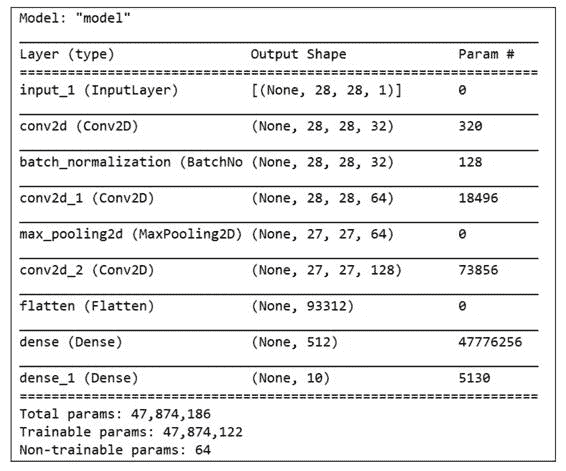 Model: "model"
Layer (type) Output Shape Param #
input_1 (InputLayer) [(None, 28, 28, 1)] 0
conv2d (Conv2D) (None, 28, 28, 32) 320
batch_normalization (BatchNo (None, 28, 28, 32) 128
conv2d_1 (Conv2D) (None, 28, 28, 64) 18496
max_pooling2d (MaxPooling2D) (None, 27, 27, 64) 0
conv2d_2 (Conv2D) (None, 27, 27, 128) 73856
flatten (Flatten) (None, 93312) 0
dense (Dense) (None, 512) 47776256
dense_1 (Dense) (None, 10) 5130
Total params: 47,874,186
Trainable params: 47,874,122
Non-trainable params: 64